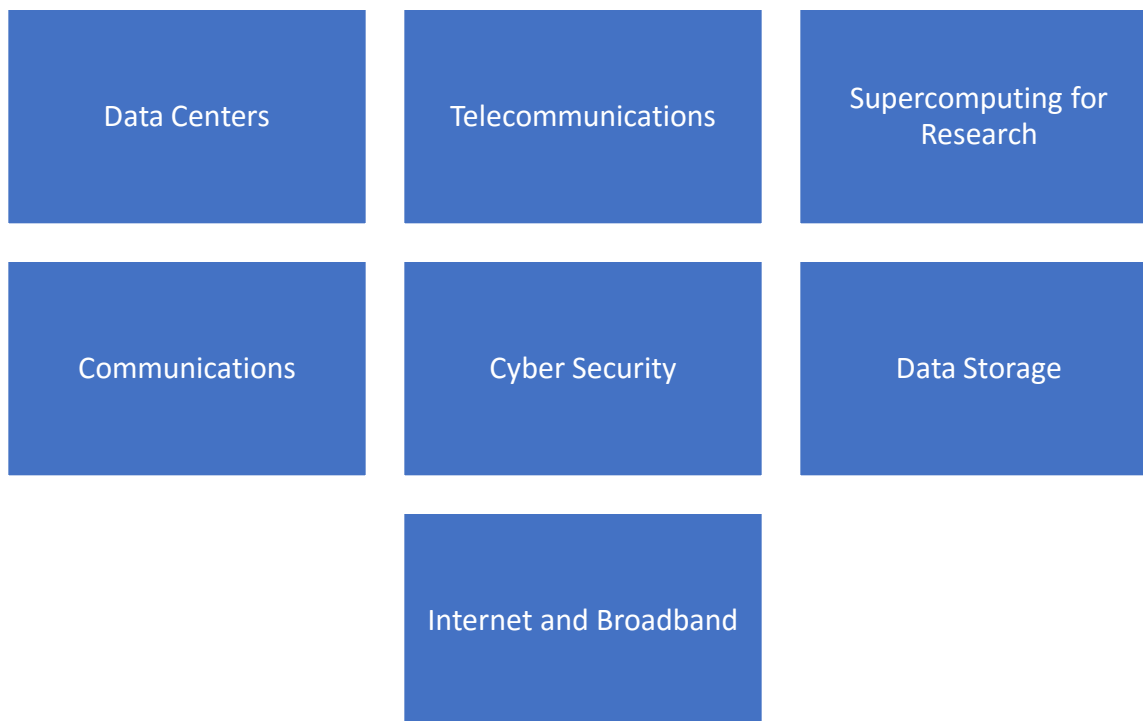 Data Centers
Telecommunications
Supercomputing for
Research
Communications
Cyber Security
Data Storage
Internet and Broadband